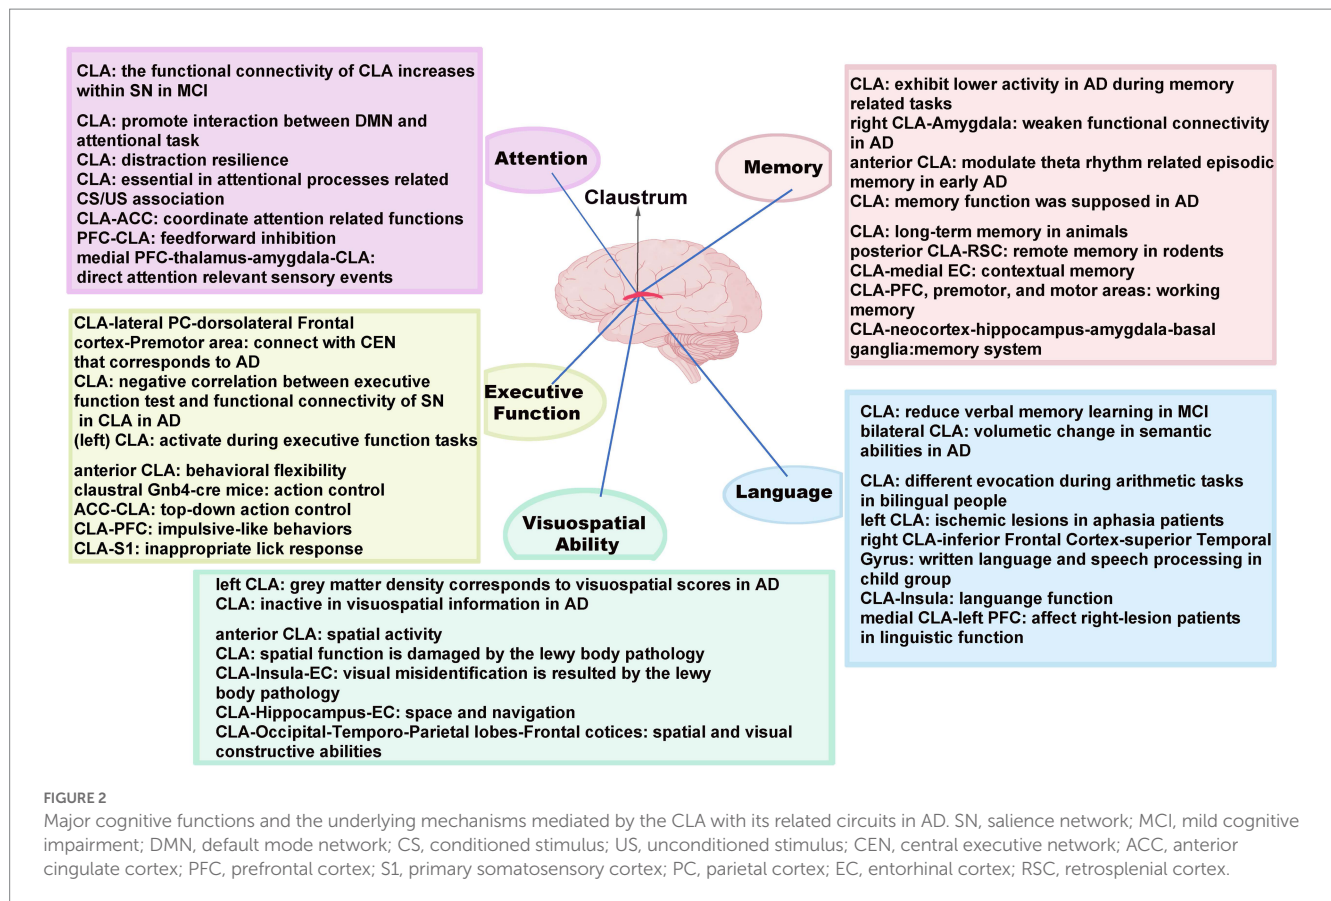 CLA: the functional connectivity of CLA increases
within SN in MCI
CLA: promote interaction between DMN and
attentional task
CLA: distraction resilience
CLA: essential in attentional processes related
CS/US association
CLA-ACC: coordinate attention related functions
PFC-CLA: feedforward inhibition
medial PFC-thalamus-amygdala-CLA:
direct attention relevant sensory events
Attention
Claustrum
Memory
CLA: exhibit lower activity in AD during memory
related tasks
right CLA-Amygdala: weaken functional connectivity
in AD
anterior CLA: modulate theta rhythm related episodic
memory in early AD
CLA: memory function was supposed in AD
CLA: long-term memory in animals
posterior CLA-RSC: remote memory in rodents
CLA-medial EC: contextual memory
CLA-PFC, premotor, and motor areas: working
memory
CLA-neocortex-hippocampus-amygdala-basal
ganglia:memory system
CLA-lateral PC-dorsolateral Frontal
cortex-Premotor area: connect with CEN
that corresponds to AD
CLA: negative correlation between executive
function test and functional connectivity of SN
in CLA in AD
(left) CLA: activate during executive function tasks
anterior CLA: behavioral flexibility
claustral Gnb4-cre mice: action control
ACC-CLA: top-down action control
CLA-PFC: impulsive-like behaviors
CLA-S1: inappropriate lick response
Executive
Function
Visuospatial
Ability
Language
CLA: reduce verbal memory learning in MCI
bilateral CLA: volumetic change in semantic
abilities in AD
CLA: different evocation during arithmetic tasks
in bilingual people
left CLA: ischemic lesions in aphasia patients
right CLA-inferior Frontal Cortex-superior Temporal
Gyrus: written language and speech processing in
child group
CLA-Insula: languange function
medial CLA-left PFC: affect right-lesion patients
in linguistic function
left CLA: grey matter density corresponds to visuospatial scores in AD
CLA: inactive in visuospatial information in AD
anterior CLA: spatial activity
CLA: spatial function is damaged by the lewy body pathology
CLA-Insula-EC: visual misidentification is resulted by the lewy
body pathology
CLA-Hippocampus-EC: space and navigation
CLA-Occipital-Temporo-Parietal lobes-Frontal cotices: spatial and visual
constructive abilities
FIGURE 2
Major cognitive functions and the underlying mechanisms mediated by the CLA with its related circuits in AD. SN, salience network; MCI, mild cognitive
impairment; DMN, default mode network; CS, conditioned stimulus; US, unconditioned stimulus; CEN, central executive network; ACC, anterior
cingulate cortex; PFC, prefrontal cortex; S1, primary somatosensory cortex; PC, parietal cortex; EC, entorhinal cortex; RSC, retrosplenial cortex.